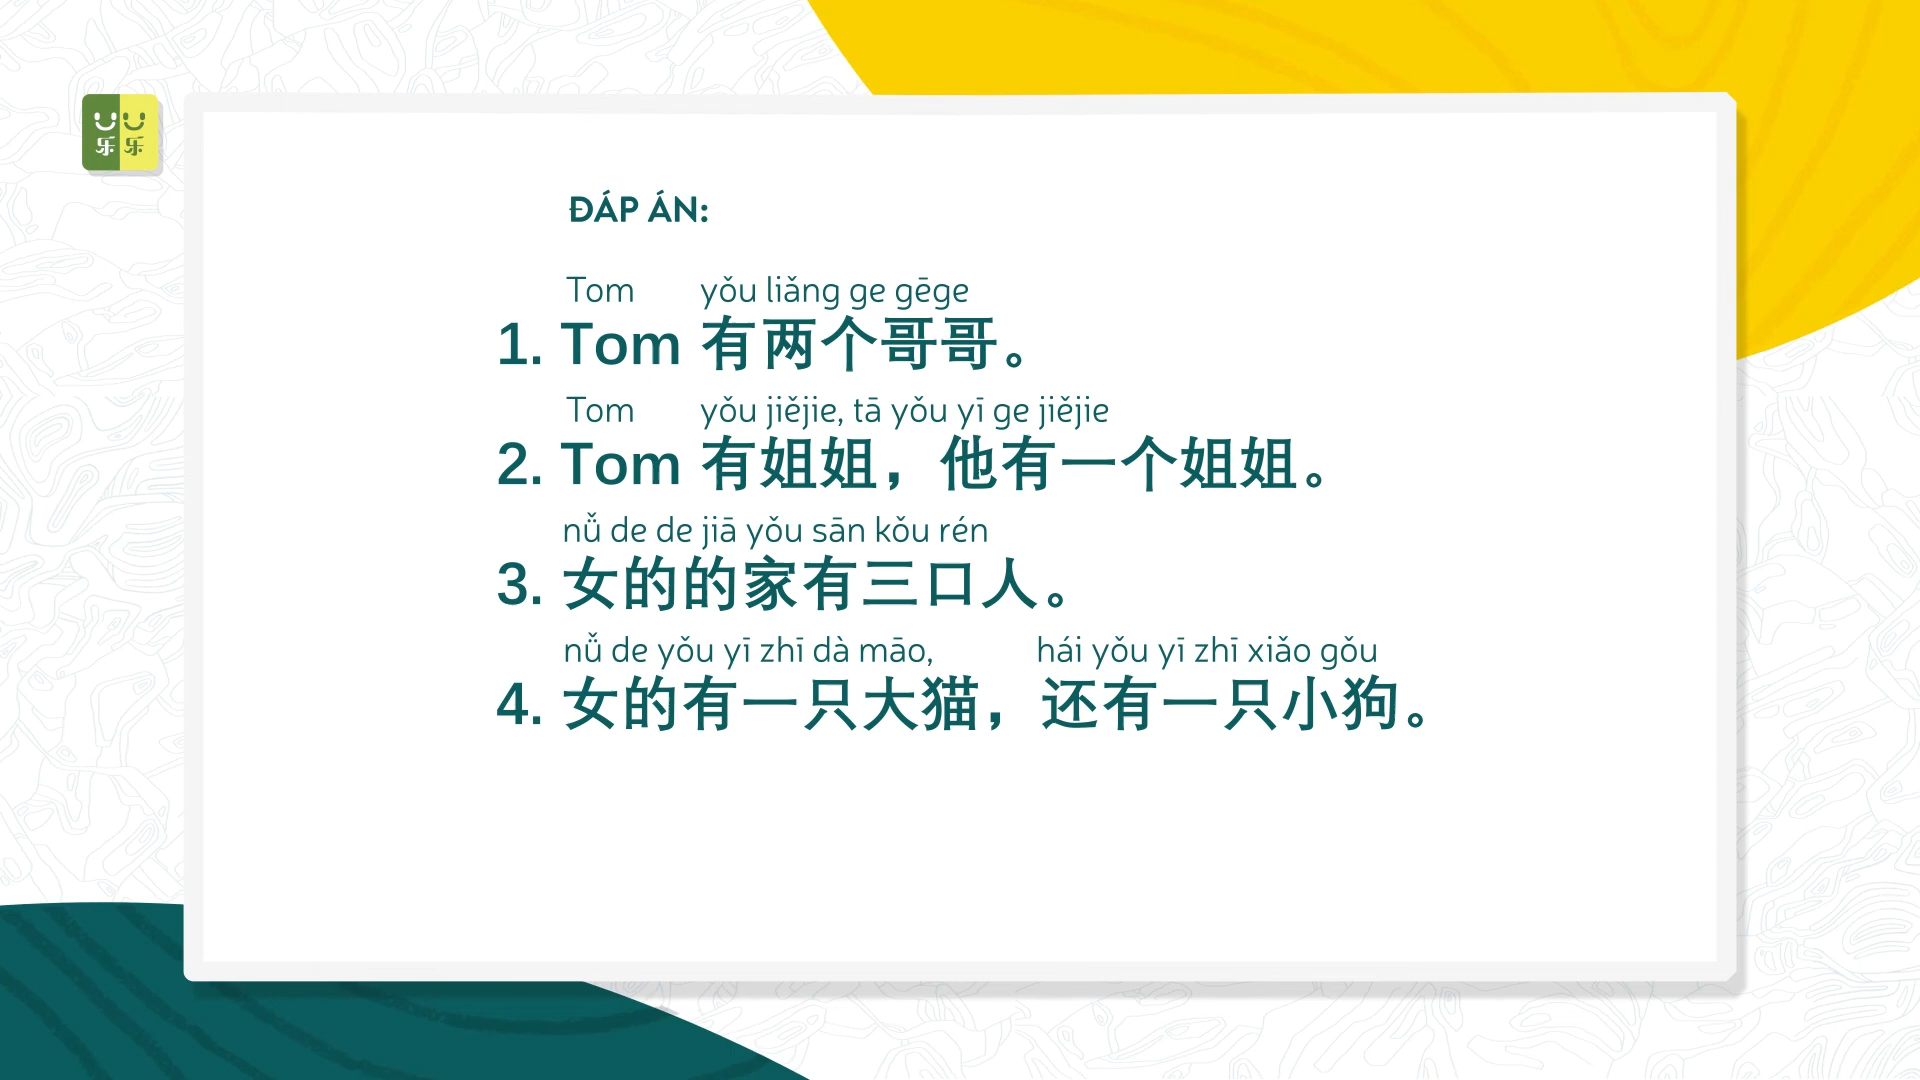 乐乐
ĐÁP ÁN:
Tom yǒu liǎng ge gēge
1. Tom 有两个哥哥。
Tom yǒu jiějie, tā yǒu yī ge jiějie
2. Tom 有姐姐，他有一个姐姐。
nǚ de de jiā yǒu sān kǒu rén
3. 女的的家有三口人。
nǚ de yǒu yī zhī dà māo, hái yǒu yī zhī xiǎo gǒu
4. 女的有一只大猫，还有一只小狗。